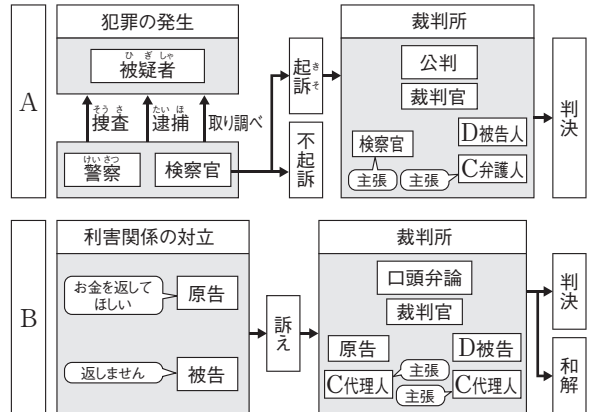 A
犯罪の発生
ひぎしゃ
被疑者
そうさ
捜査
たいほ
逮捕
取り調べ
けいさつ
警察
検察官
きそ
起訴
不起訴
裁判所
公判
裁判官
検察官
主張
主張
D被告人
C弁護人
判決
B
利害関係の対立
お金を返して
ほしい
原告
返しません
被告
訴え
裁判所
口頭弁論
裁判官
原告
D被告
C代理人
主張
主張
C代理人
判決
和解